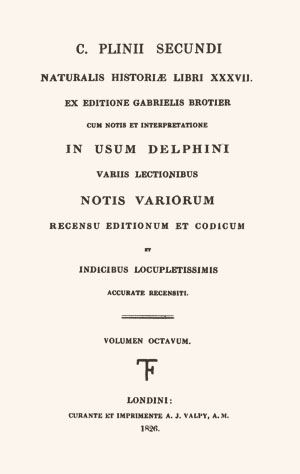 C. PLINII SECUNDI
NATURALIS HISTORIÆ LIBRI XXXVII.
EX EDITIONE GABRIELIS BROTIER
CUM NOTIS ET INTERPRETATIONE
IN USUM DELPHINI
VARIIS LECTIONIBUS
NOTIS VARIORUM
RECENSU EDITIONUM ET CODICUM
ET
INDICIBUS LOCUPLETISSIMIS
ACCURATE RECENSITI.
VOLUMEN OCTAVUM.
LONDINI:
CURANTE ET IMPRIMENTE A. J. VALPY, A. M.
1826.